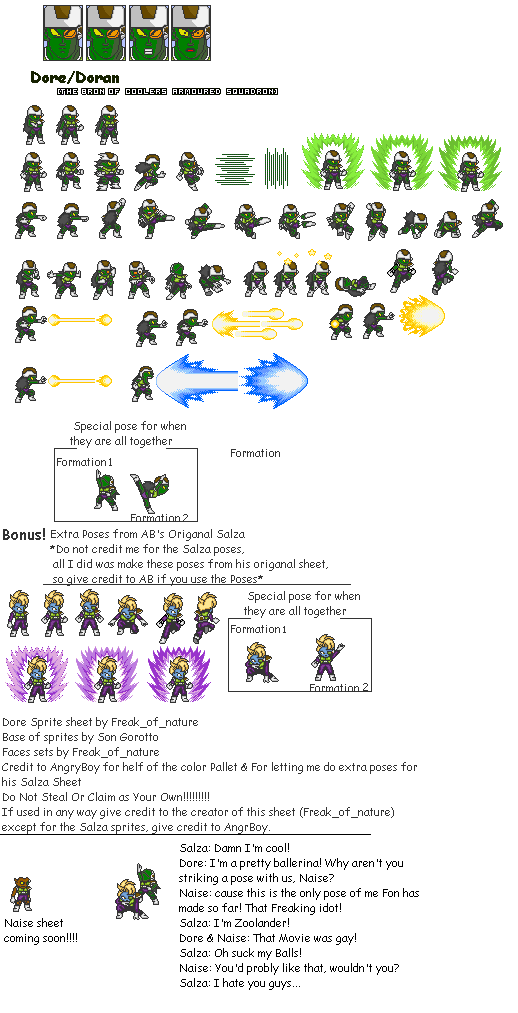 Dore/Doran
(THE BRON OF COOLERS ARMOURED SQUADRON)
Special pose for when
they are all together
Formation
Formation1
Formation 2
Bonus! Extra Poses from AB's Origanal Salza
*Do not credit me for the Salza poses,
all I did was make these poses from his origanal sheet,
so give credit to AB if you use the Poses*
Special pose for when
they are all together
Formation1
Formation 2
Dore Sprite sheet by Freak_of_nature
Base of sprites by Son Gorotto
Faces sets by Freak_of_nature
Credit to AngryBoy for helf of the color Pallet & For letting me do extra poses for
his Salza Sheet
Do Not Steal Or Claim as Your Own!!!!!!!!!
If used in any way give credit to the creator of this sheet (Freak_of_nature)
except for the Salza sprites, give credit to AngrBoy.
Salza: Damn I'm cool!
Dore: I'm a pretty ballerina! Why aren't you
striking a pose with us, Naise?
Naise: cause this is the only pose of me Fon has
made so far! That Freaking idot!
Salza: I'm Zoolander!
Dore & Naise: That Movie was gay!
Salza: Oh suck my Balls!
Naise: You'd probly like that, wouldn't you?
Salza: I hate you guys...
Naise sheet
coming soon!!!!